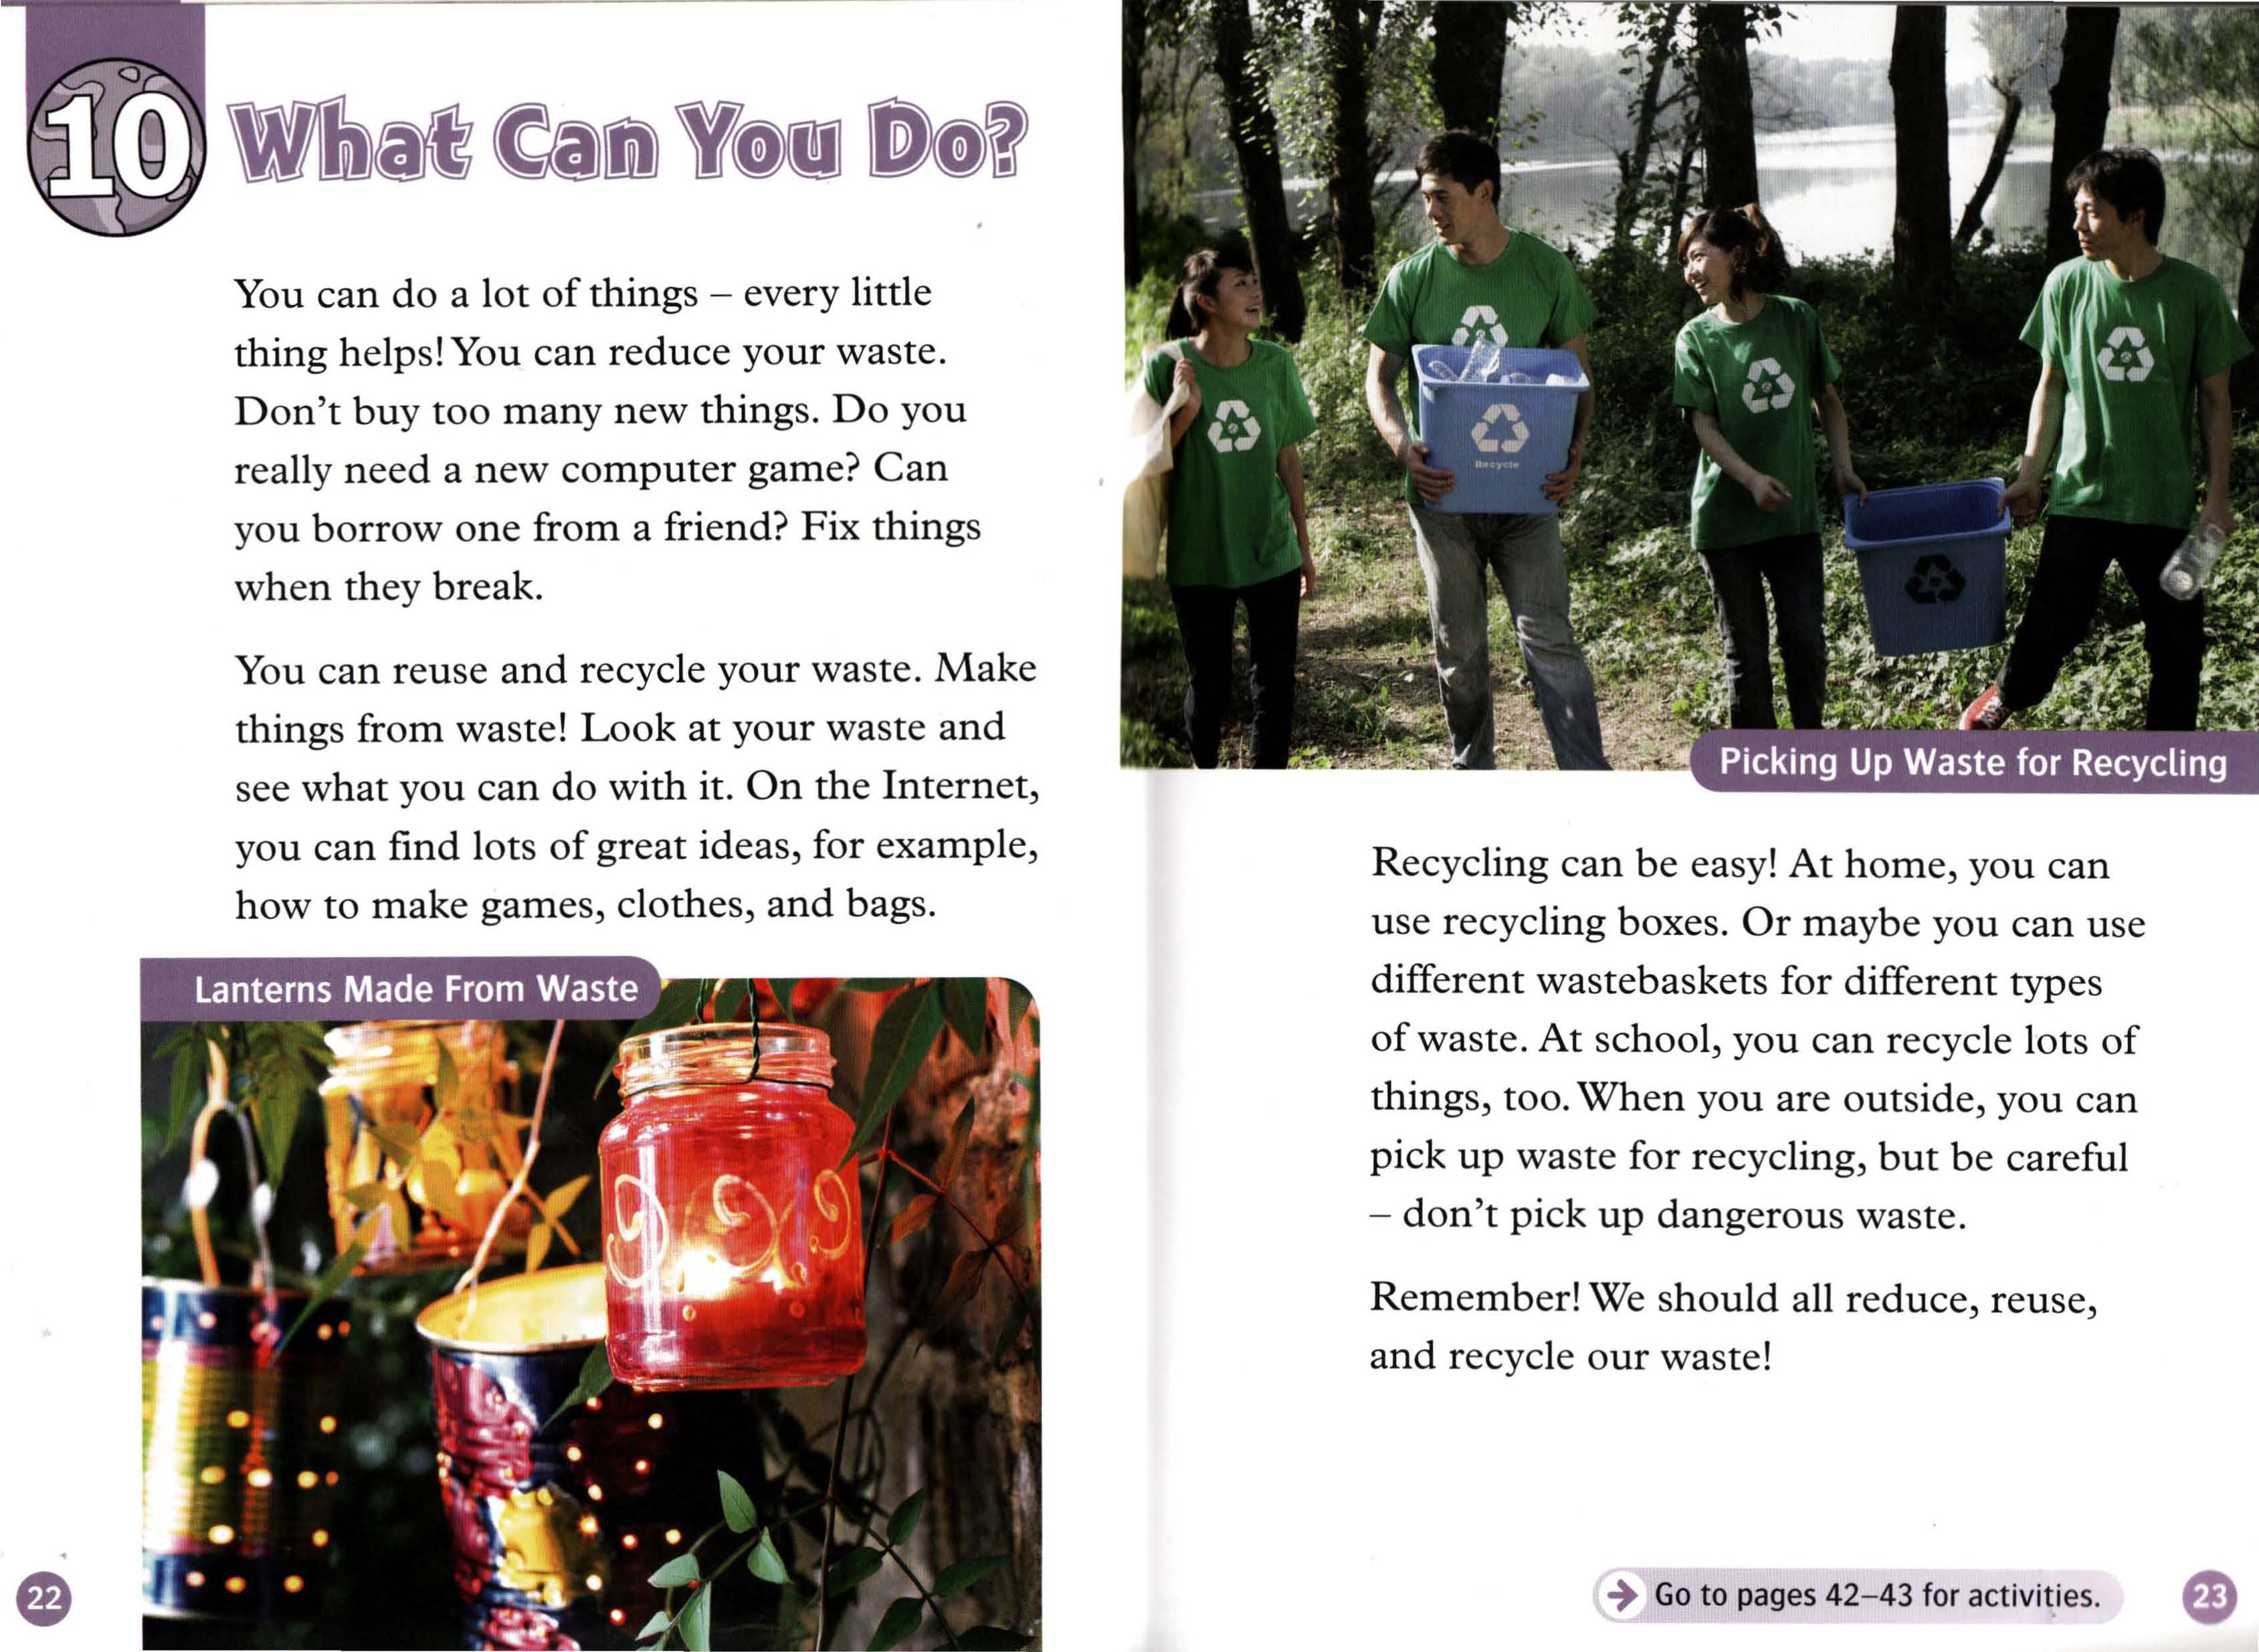 10
What Can You Do?
You can do a lot of things – every little
thing helps! You can reduce your waste.
Don't buy too many new things. Do you
really need a new computer game? Can
you borrow one from a friend? Fix things
when they break.
You can reuse and recycle your waste. Make
things from waste! Look at your waste and
see what you can do with it. On the Internet,
you can find lots of great ideas, for example,
how to make games, clothes, and bags.
Lanterns Made From Waste
22
Recycle
Picking Up Waste for Recycling
Recycling can be easy! At home, you can
use recycling boxes. Or maybe you can use
different wastebaskets for different types
of waste. At school, you can recycle lots of
things, too. When you are outside, you can
pick up waste for recycling, but be careful
– don't pick up dangerous waste.
Remember! We should all reduce, reuse,
and recycle our waste!
Go to pages 42–43 for activities.
23